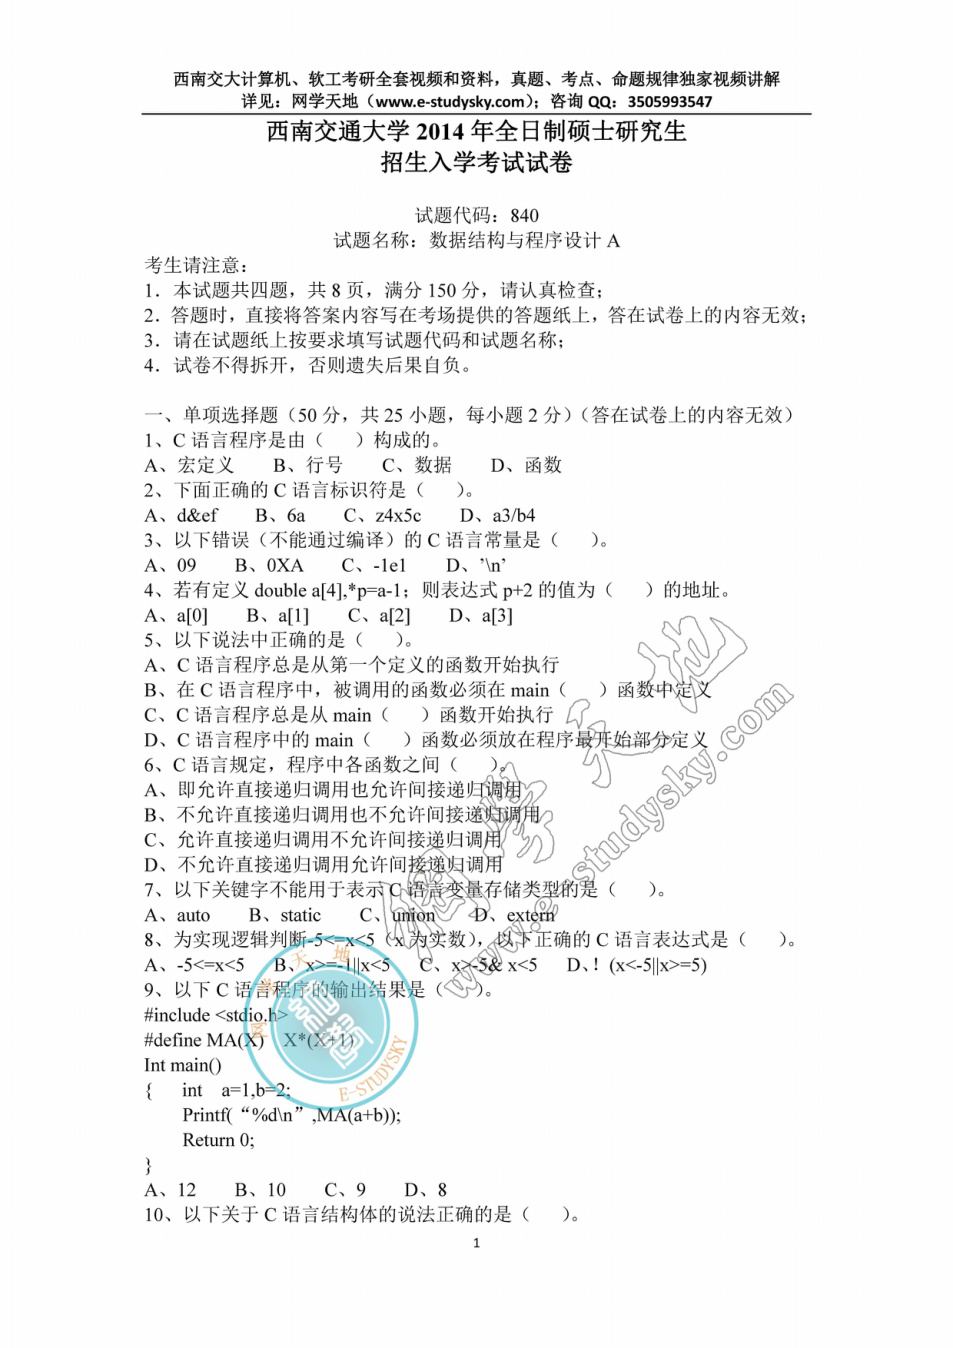 西南交大计算机、软工考研全套视频和资料，真题、考点、命题规律独家视频讲解
详见：网学天地（www.e-studysky.com）；咨询QQ：3505993547
西南交通大学 2014 年全日制硕士研究生
招生入学考试试卷
试题代码：840
试题名称：数据结构与程序设计 A
考生请注意：
1．本试题共四题，共 8 页，满分 150 分，请认真检查；
2．答题时，直接将答案内容写在考场提供的答题纸上，答在试卷上的内容无效；
3．请在试题纸上按要求填写试题代码和试题名称；
4．试卷不得拆开，否则遗失后果自负。
一、单项选择题（50 分，共 25 小题，每小题 2 分）（答在试卷上的内容无效）
1、C 语言程序是由（　　）构成的。
A、宏定义　　B、行号　　C、数据　　D、函数
2、下面正确的 C 语言标识符是（　　）。
A、d&ef　　B、6a　　C、z4x5c　　D、a3/b4
3、以下错误（不能通过编译）的 C 语言常量是（　　）。
A、09　　B、0XA　　C、-1e1　　D、’\n’
4、若有定义 double a[4],*p=a-1；则表达式 p+2 的值为（　　）的地址。
A、a[0]　　B、a[1]　　C、a[2]　　D、a[3]
5、以下说法中正确的是（　　）。
A、C 语言程序总是从第一个定义的函数开始执行
B、在 C 语言程序中，被调用的函数必须在 main（　　）函数中定义
C、C 语言程序总是从 main（　　）函数开始执行
D、C 语言程序中的 main（　　）函数必须放在程序最开始部分定义
6、C 语言规定，程序中各函数之间（　　）。
A、即允许直接递归调用也允许间接递归调用
B、不允许直接递归调用也不允许间接递归调用
C、允许直接递归调用不允许间接递归调用
D、不允许直接递归调用允许间接递归调用
7、以下关键字不能用于表示 C 语言变量存储类型的是（　　）。
A、auto　　B、static　　C、union　　D、extern
8、为实现逻辑判断-5<=x<5（x 为实数），以下正确的 C 语言表达式是（　　）。
A、-5<=x<5　　B、x>=-1||x<5　　C、x>-5& x<5　　D、！(x<-5||x>=5)
9、以下 C 语言程序的输出结果是（　　）。
#include <stdio.h>
#define MA(X)　X*(X+1)
Int main()
{　　int　a=1,b=2;
Printf(“%d\n”,MA(a+b));
Return 0;
}
A、12　　B、10　　C、9　　D、8
10、以下关于 C 语言结构体的说法正确的是（　　）。
1
网学天地
www.e-studysky.com
网学天地
E-STUDYSKY